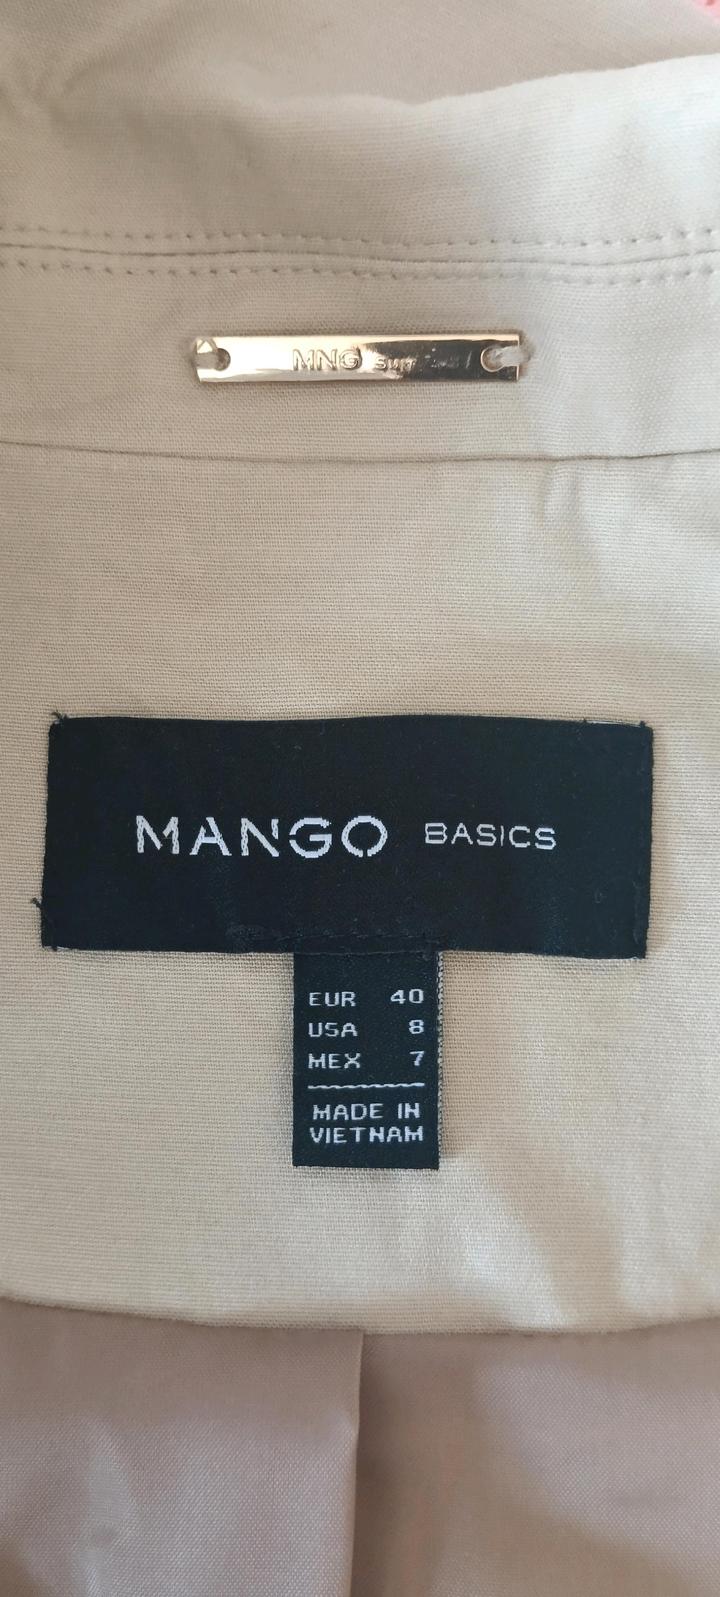 MNG
MANGO BASICS
EUR 40
USA 8
MEX 7
MADE IN
VIETNAM